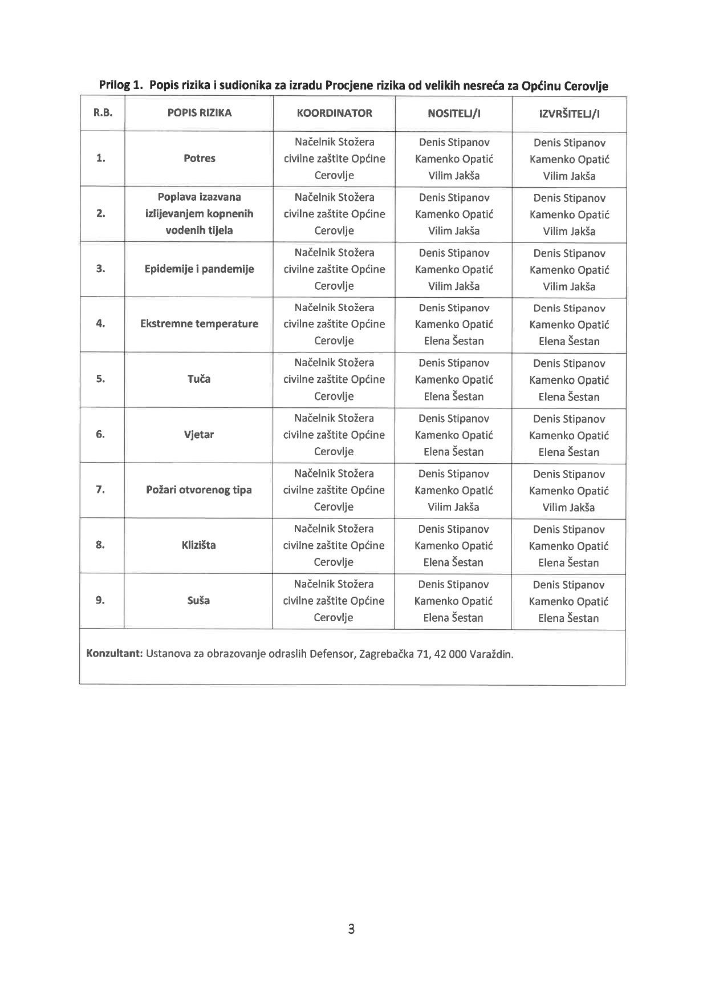 Prilog 1. Popis rizika i sudionika za izradu Procjene rizika od velikih nesreća za Općinu Cerovlje
R.B. POPIS RIZIKA KOORDINATOR NOSITELJ/I IZVRŠITELJ/I
Načelnik Stožera Denis Stipanov Denis Stipanov
1. Potres civilne zaštite Općine Kamenko Opatić Kamenko Opatić
Cerovlje Vilim Jakša Vilim Jakša
Poplava izazvana Načelnik Stožera Denis Stipanov Denis Stipanov
2. izlijevanjem kopnenih civilne zaštite Općine Kamenko Opatić Kamenko Opatić
vodenih tijela Cerovlje Vilim Jakša Vilim Jakša
Načelnik Stožera Denis Stipanov Denis Stipanov
3. Epidemije i pandemije civilne zaštite Općine Kamenko Opatić Kamenko Opatić
Cerovlje Vilim Jakša Vilim Jakša
Načelnik Stožera Denis Stipanov Denis Stipanov
4. Ekstremne temperature civilne zaštite Općine Kamenko Opatić Kamenko Opatić
Cerovlje Elena Šestan Elena Šestan
Načelnik Stožera Denis Stipanov Denis Stipanov
5. Tuča civilne zaštite Općine Kamenko Opatić Kamenko Opatić
Cerovlje Elena Šestan Elena Šestan
Načelnik Stožera Denis Stipanov Denis Stipanov
6. Vjetar civilne zaštite Općine Kamenko Opatić Kamenko Opatić
Cerovlje Elena Šestan Elena Šestan
Načelnik Stožera Denis Stipanov Denis Stipanov
7. Požari otvorenog tipa civilne zaštite Općine Kamenko Opatić Kamenko Opatić
Cerovlje Vilim Jakša Vilim Jakša
Načelnik Stožera Denis Stipanov Denis Stipanov
8. Klizišta civilne zaštite Općine Kamenko Opatić Kamenko Opatić
Cerovlje Elena Šestan Elena Šestan
Načelnik Stožera Denis Stipanov Denis Stipanov
9. Suša civilne zaštite Općine Kamenko Opatić Kamenko Opatić
Cerovlje Elena Šestan Elena Šestan
Konzultant: Ustanova za obrazovanje odraslih Defensor, Zagrebačka 71, 42 000 Varaždin.
3